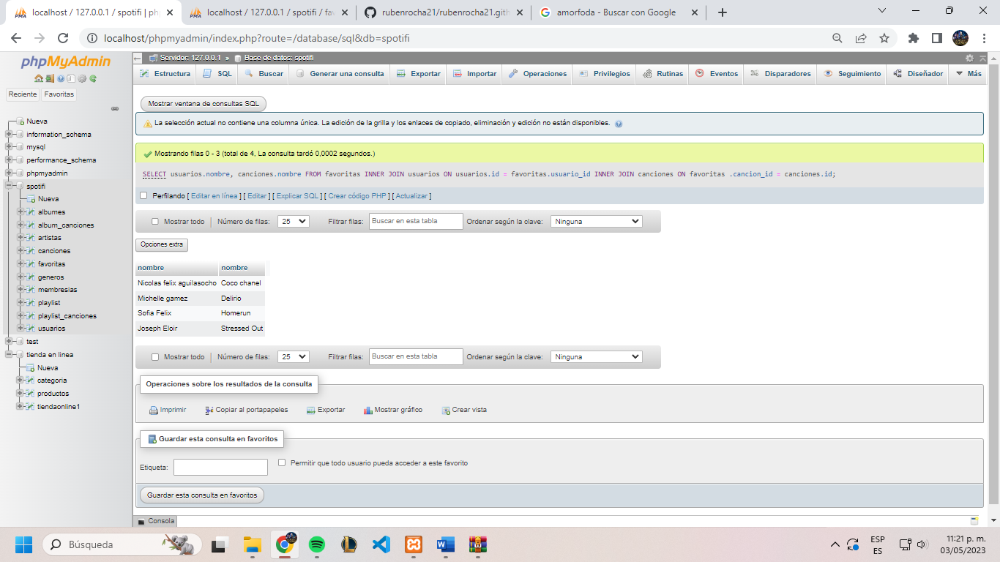 localhost / 127.0.0.1 / spotifi | ph
localhost / 127.0.0.1 / spotifi / fav
rubenrocha21/rubenrocha21.gith
amorfoda - Buscar con Google
localhost/phpmyadmin/index.php?route=/database/sql&db=spotifi
phpMyAdmin
Reciente Favoritas
Nueva
information_schema
mysql
performance_schema
phpmyadmin
spotifi
Nueva
albumes
album_canciones
artistas
canciones
favoritas
generos
membresias
playlist
playlist_canciones
usuarios
test
tienda en linea
Nueva
categoria
productos
tiendaonline1
Servidor: 127.0.0.1 » Base de datos: spotifi
Estructura SQL Buscar Generar una consulta Exportar Importar Operaciones Privilegios Rutinas Eventos Disparadores Seguimiento Diseñador Más
Mostrar ventana de consultas SQL
La selección actual no contiene una columna única. La edición de la grilla y los enlaces de copiado, eliminación y edición no están disponibles.
Mostrando filas 0 - 3 (total de 4, La consulta tardó 0,0002 segundos.)
SELECT usuarios.nombre, canciones.nombre FROM favoritas INNER JOIN usuarios ON usuarios.id = favoritas.usuario_id INNER JOIN canciones ON favoritas .cancion_id = canciones.id;
Perfilando [ Editar en línea ] [ Editar ] [ Explicar SQL ] [ Crear código PHP ] [ Actualizar ]
Mostrar todo | Número de filas: 25 Filtrar filas: Buscar en esta tabla Ordenar según la clave: Ninguna
Opciones extra
nombre nombre
Nicolas felix aguilasocho Coco chanel
Michelle gamez Delirio
Sofia Felix Homerun
Joseph Eloir Stressed Out
Mostrar todo | Número de filas: 25 Filtrar filas: Buscar en esta tabla Ordenar según la clave: Ninguna
Operaciones sobre los resultados de la consulta
Imprimir Copiar al portapapeles Exportar Mostrar gráfico Crear vista
Guardar esta consulta en favoritos
Etiqueta: Permitir que todo usuario pueda acceder a este favorito
Guardar esta consulta en favoritos
Consola
Búsqueda
ESP
ES
11:21 p. m.
03/05/2023